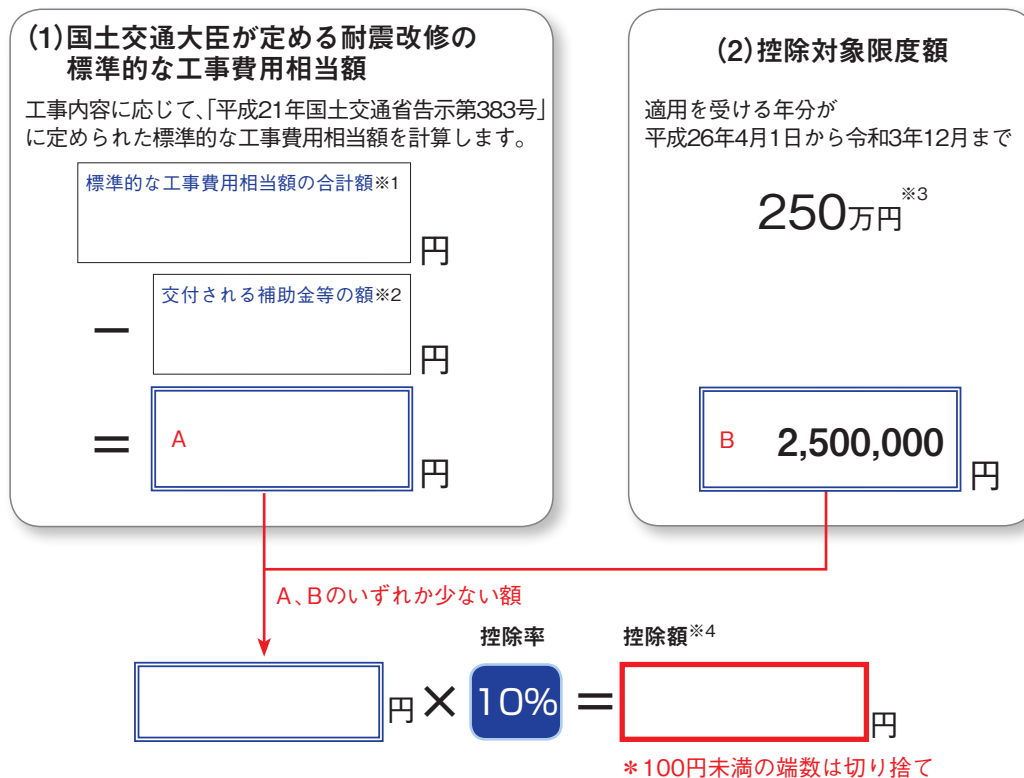 (1)国土交通大臣が定める耐震改修の
標準的な工事費用相当額
工事内容に応じて、「平成21年国土交通省告示第383号」
に定められた標準的な工事費用相当額を計算します。
標準的な工事費用相当額の合計額※1
円
交付される補助金等の額※2
－
円
＝
A
円
(2)控除対象限度額
適用を受ける年分が
平成26年4月1日から令和3年12月まで
250万円※3
B 2,500,000
円
A、Bのいずれか少ない額
控除率
控除額※4
円 × 10% ＝ 円
＊100円未満の端数は切り捨て